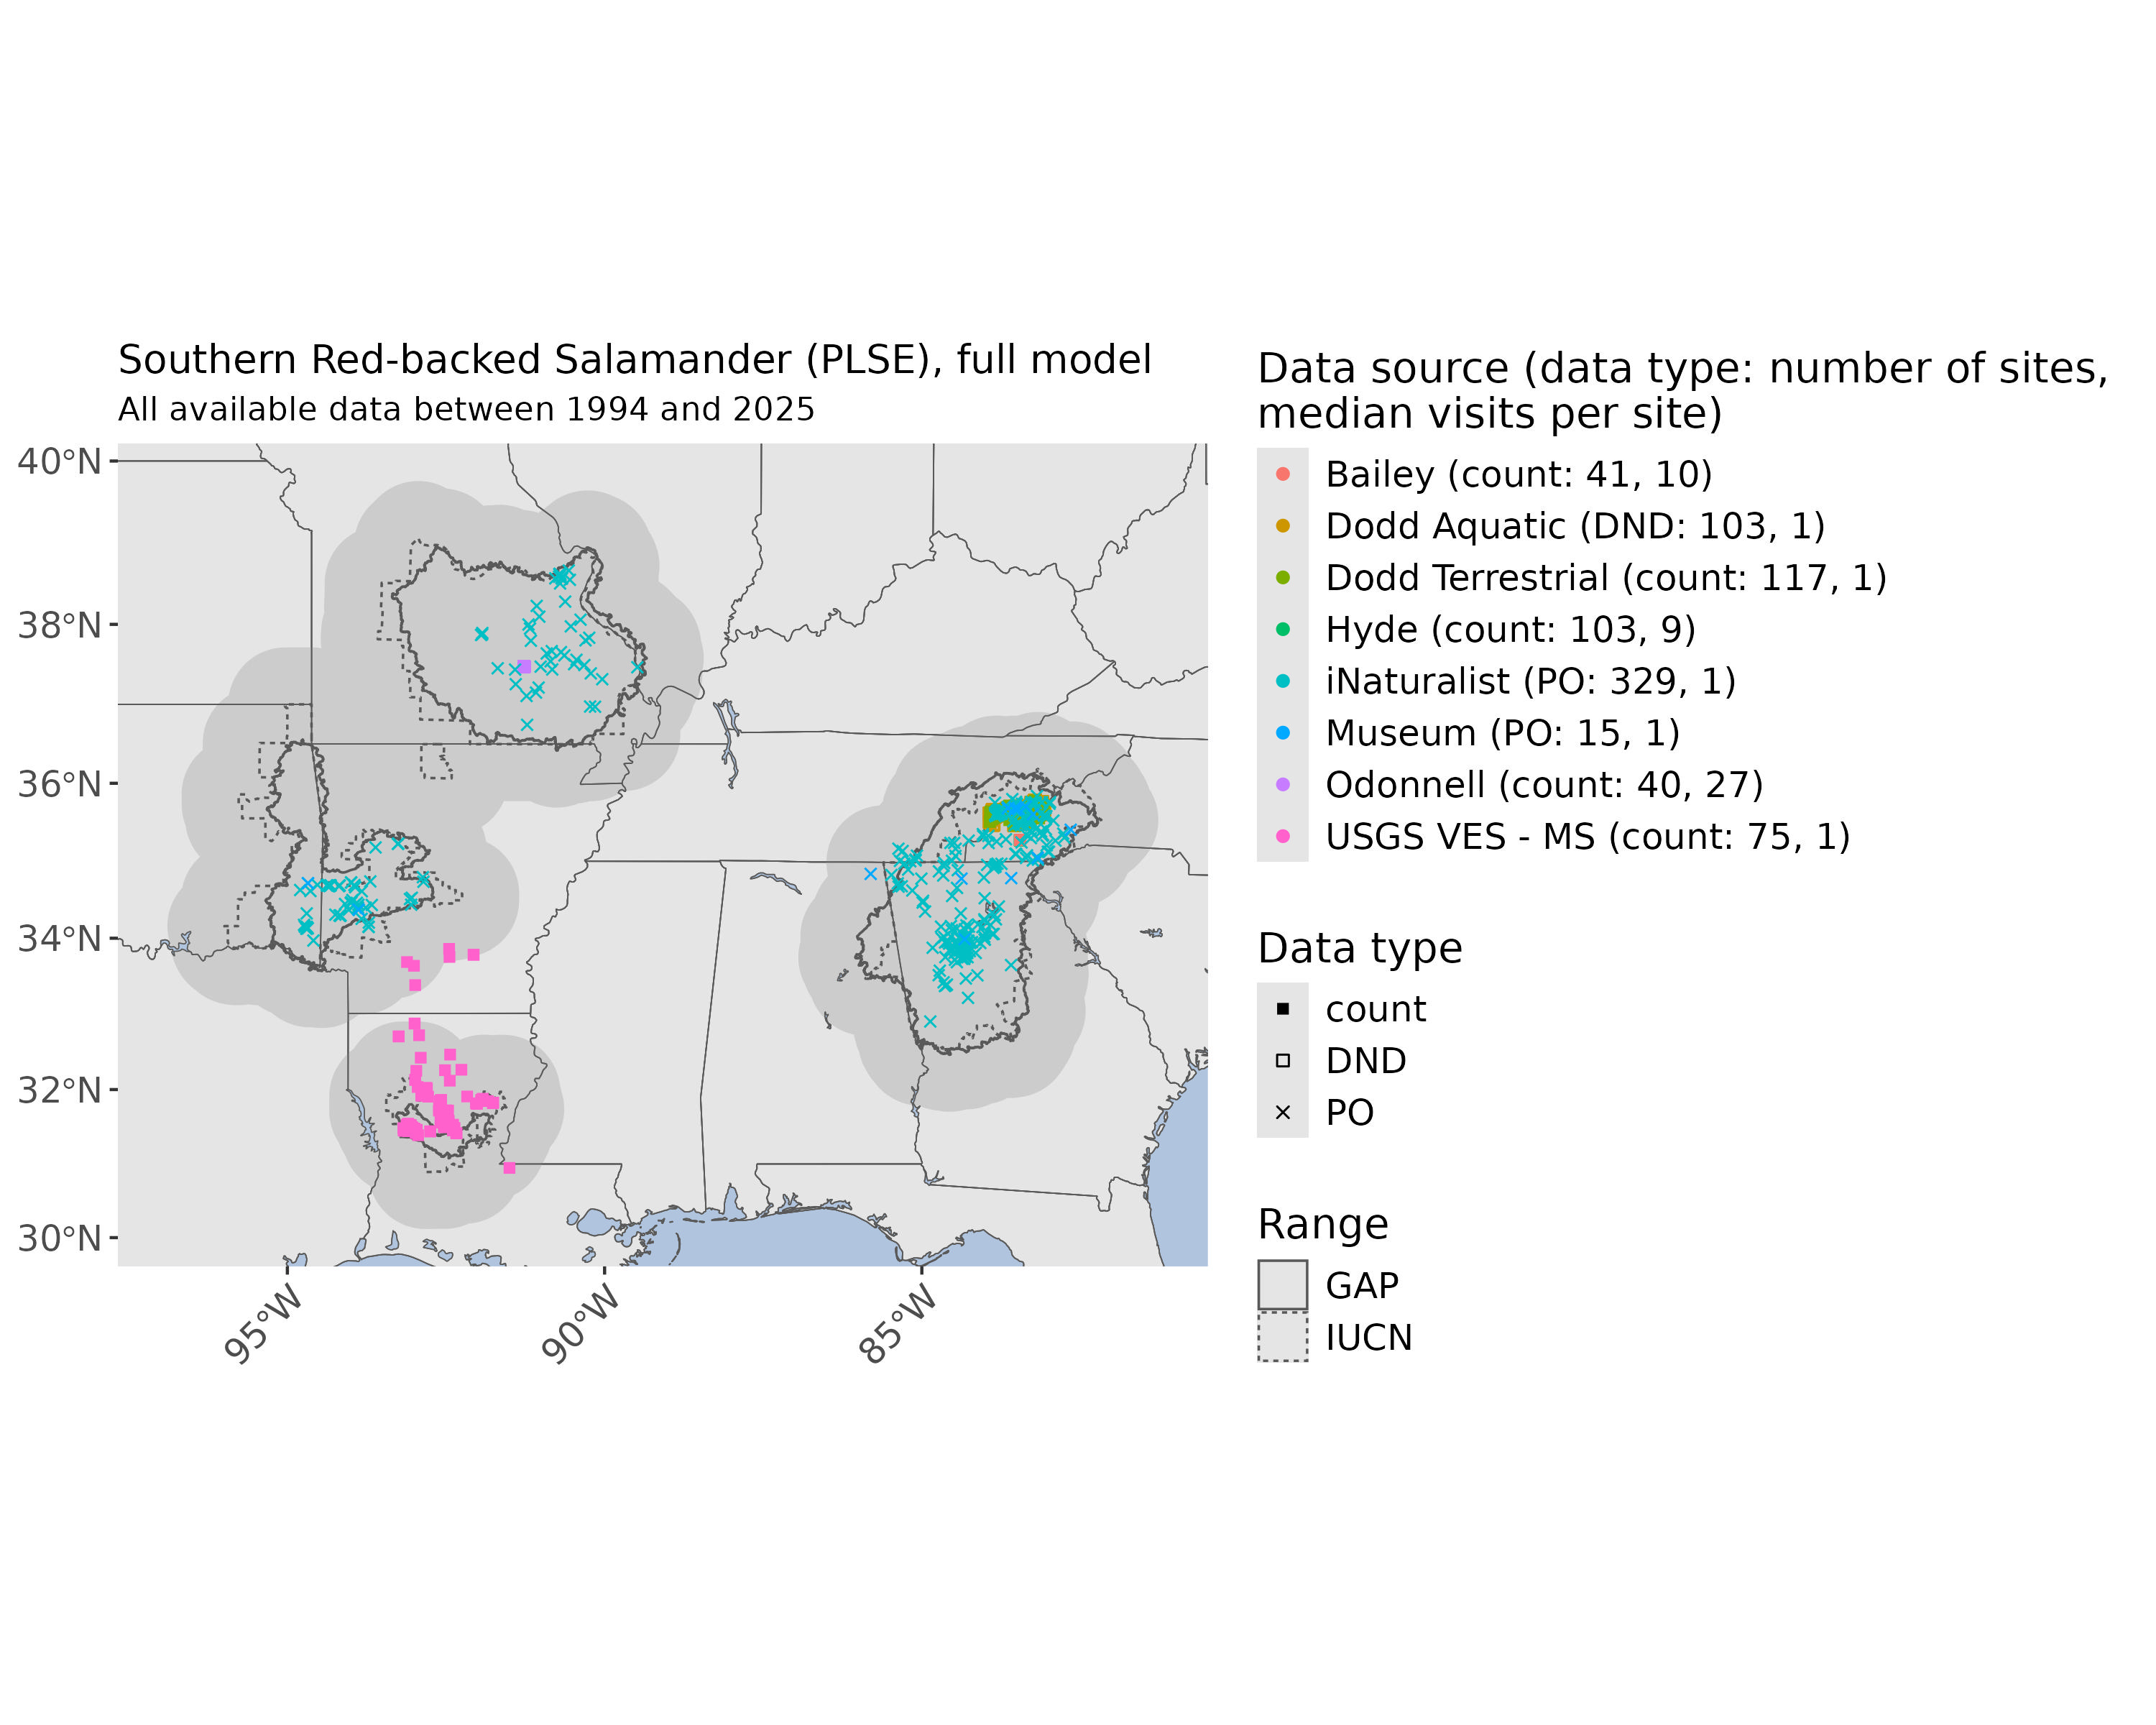 Southern Red-backed Salamander (PLSE), full model
All available data between 1994 and 2025
40°N
38°N
36°N
34°N
32°N
30°N
95°W
90°W
85°W
Data source (data type: number of sites,
median visits per site)
Bailey (count: 41, 10)
Dodd Aquatic (DND: 103, 1)
Dodd Terrestrial (count: 117, 1)
Hyde (count: 103, 9)
iNaturalist (PO: 329, 1)
Museum (PO: 15, 1)
Odonnell (count: 40, 27)
USGS VES - MS (count: 75, 1)
Data type
count
DND
PO
Range
GAP
IUCN